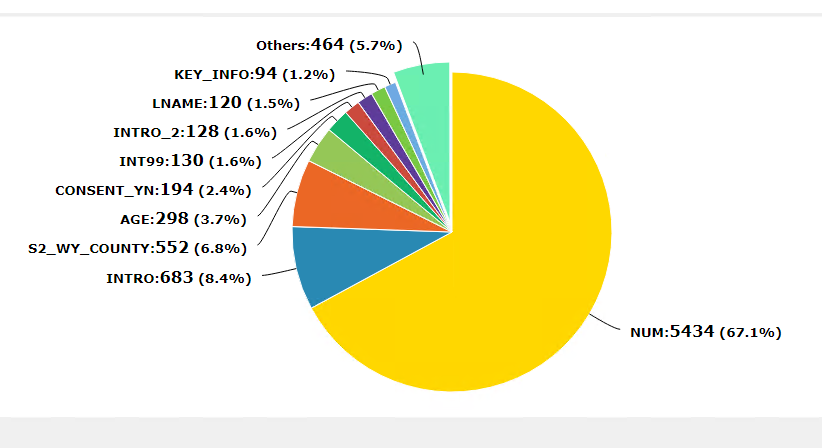 Others:464 (5.7%)
KEY_INFO:94 (1.2%)
LNAME:120 (1.5%)
INTRO_2:128 (1.6%)
INT99:130 (1.6%)
CONSENT_YN:194 (2.4%)
AGE:298 (3.7%)
S2_WY_COUNTY:552 (6.8%)
INTRO:683 (8.4%)
NUM:5434 (67.1%)